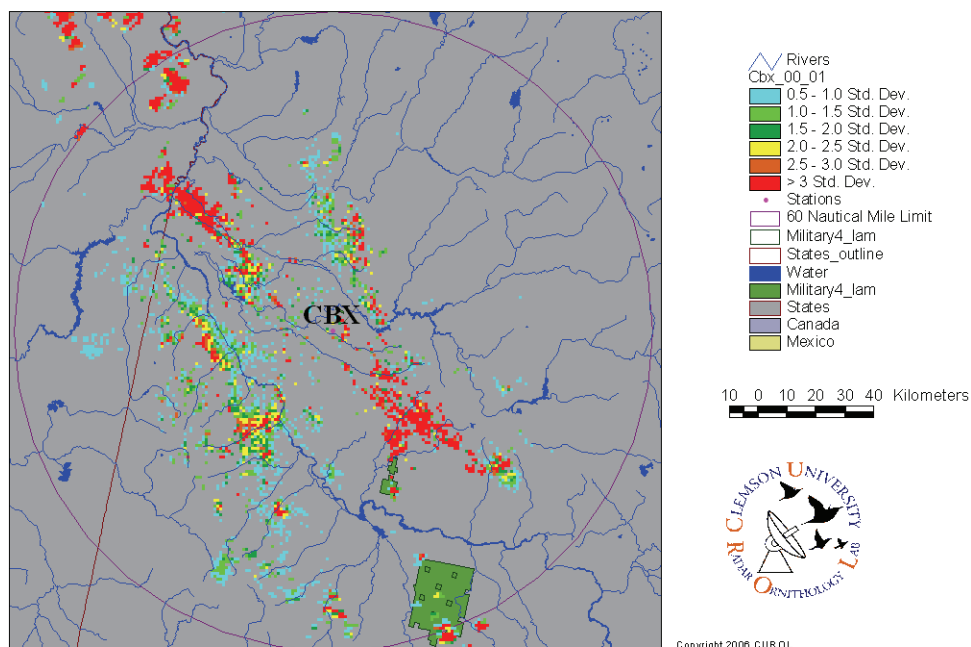 CBX
Rivers
Cbx_00_01
0.5 - 1.0 Std. Dev.
1.0 - 1.5 Std. Dev.
1.5 - 2.0 Std. Dev.
2.0 - 2.5 Std. Dev.
2.5 - 3.0 Std. Dev.
> 3 Std. Dev.
Stations
60 Nautical Mile Limit
Military4_lam
States_outline
Water
Military4_lam
States
Canada
Mexico
10 0 10 20 30 40 Kilometers
CLEMSON UNIVERSITY
RADAR ORNITHOLOGY LAB
Copyright 2006 CUROL